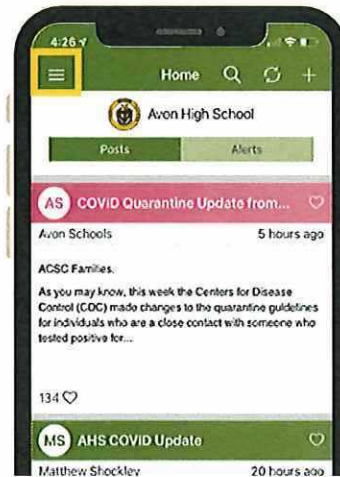 4:26
Home
Avon High School
Posts Alerts
AS COVID Quarantine Update from...
Avon Schools 5 hours ago
ACSC Families,
As you may know, this week the Centers for Disease
Control (CDC) made changes to the quarantine guidelines
for individuals who are a close contact with someone who
tested positive for...
134
MS AHS COVID Update
Matthew Shockley 20 hours ago